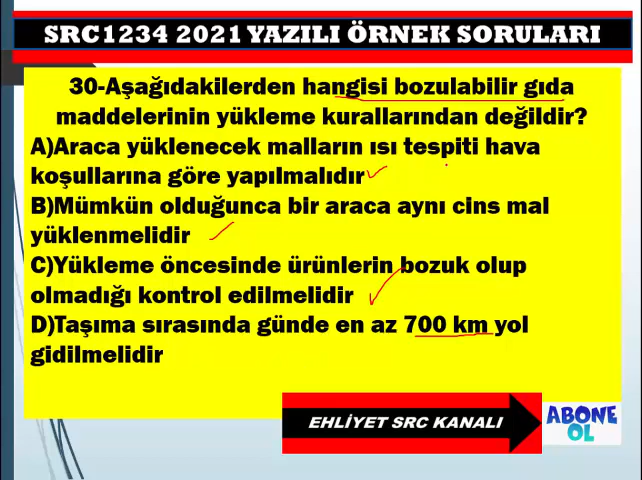 SRC1234 2021 YAZILI ÖRNEK SORULARI
30-Aşağıdakilerden hangisi bozulabilir gıda
maddelerinin yükleme kurallarından değildir?
A)Araca yüklenecek malların ısı tespiti hava
koşullarına göre yapılmalıdır
B)Mümkün olduğunca bir araca aynı cins mal
yüklenmelidir
C)Yükleme öncesinde ürünlerin bozuk olup
olmadığı kontrol edilmelidir
D)Taşıma sırasında günde en az 700 km yol
gidilmelidir
EHLİYET SRC KANALI
ABONE
OL